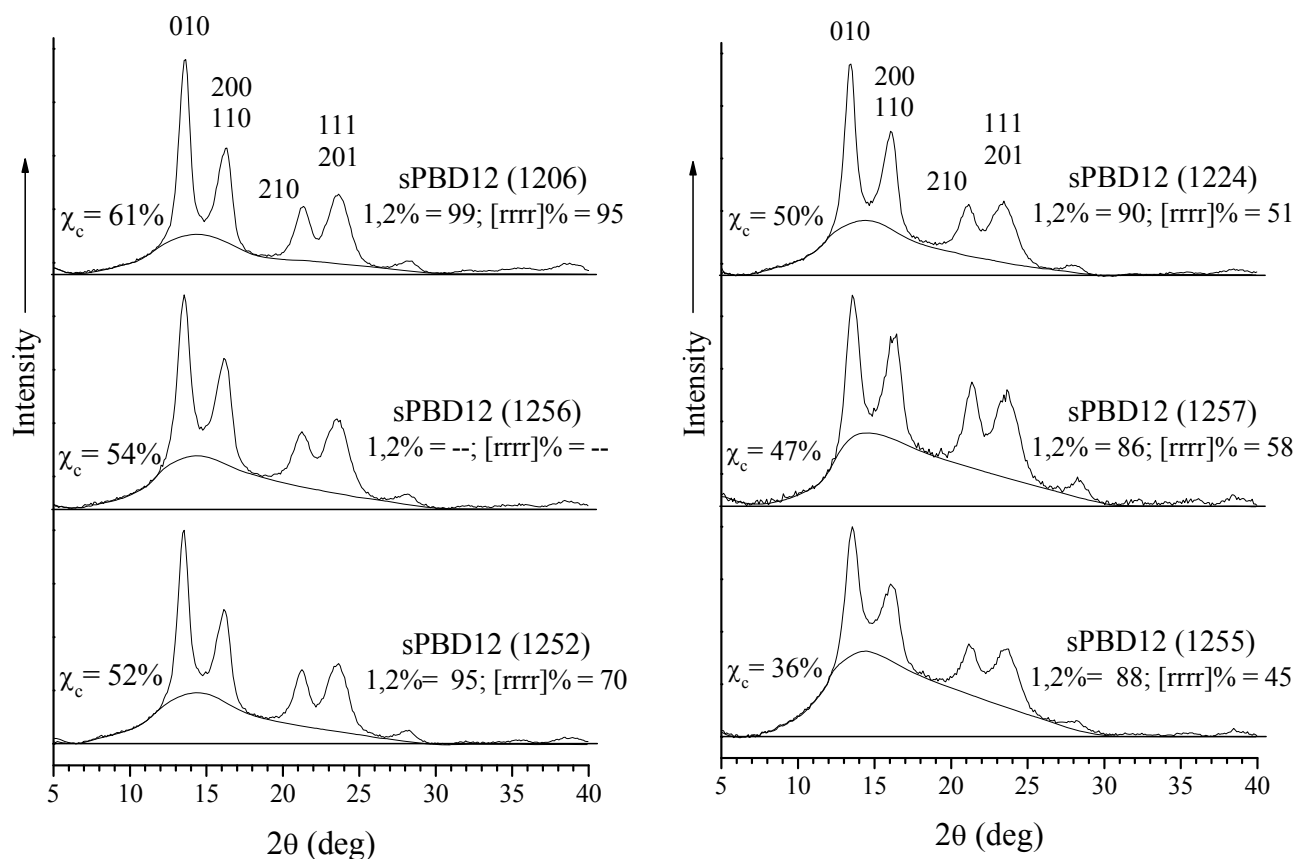 010
200
110
111
201
210
sPBD12 (1206)
1,2% = 99; [rrrr]% = 95
χc = 61%
sPBD12 (1256)
1,2% = --; [rrrr]% = --
χc = 54%
sPBD12 (1252)
1,2%= 95; [rrrr]% = 70
χc = 52%
Intensity
5 10 15 20 25 30 35 40
2θ (deg)
010
200
110
111
201
210
sPBD12 (1224)
1,2% = 90; [rrrr]% = 51
χc = 50%
sPBD12 (1257)
1,2% = 86; [rrrr]% = 58
χc = 47%
sPBD12 (1255)
1,2%= 88; [rrrr]% = 45
χc = 36%
Intensity
5 10 15 20 25 30 35 40
2θ (deg)